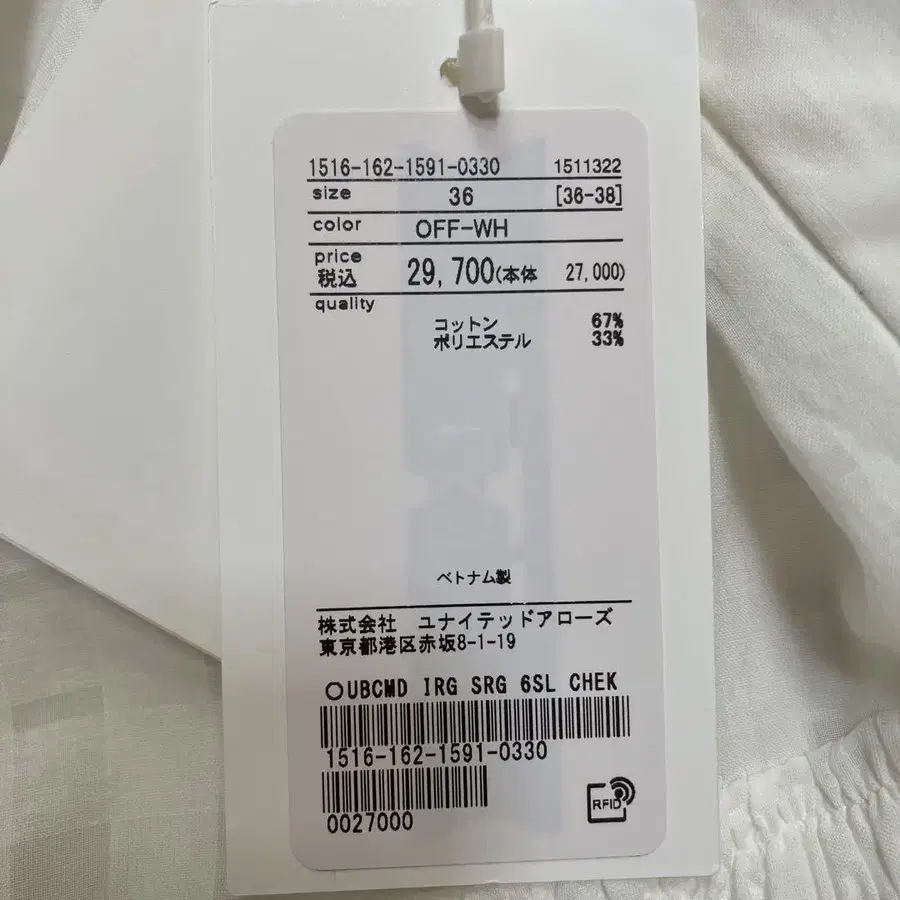 1516-162-1591-0330 1511322
size 36 [36-38]
color OFF-WH
price
税込 29,700(本体 27,000)
quality
コットン 67%
ポリエステル 33%
ベトナム製
株式会社 ユナイテッドアローズ
東京都港区赤坂8-1-19
○UBCMD IRG SRG 6SL CHEK
1516-162-1591-0330
RFID
0027000